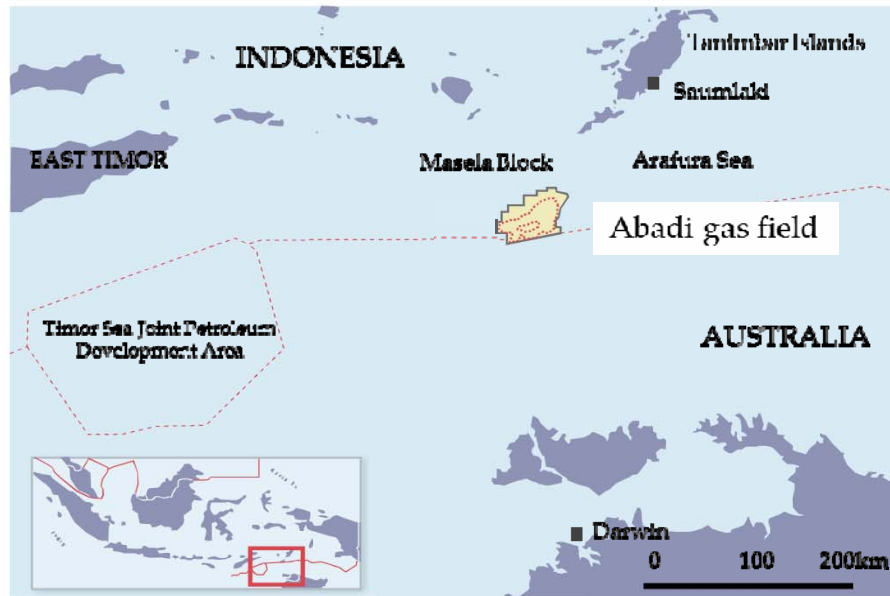 INDONESIA
Tanimbar Islands
Saumlaki
EAST TIMOR
Masela Block
Arafura Sea
Abadi gas field
Timor Sea Joint Petroleum
Development Area
AUSTRALIA
Darwin
0 100 200km